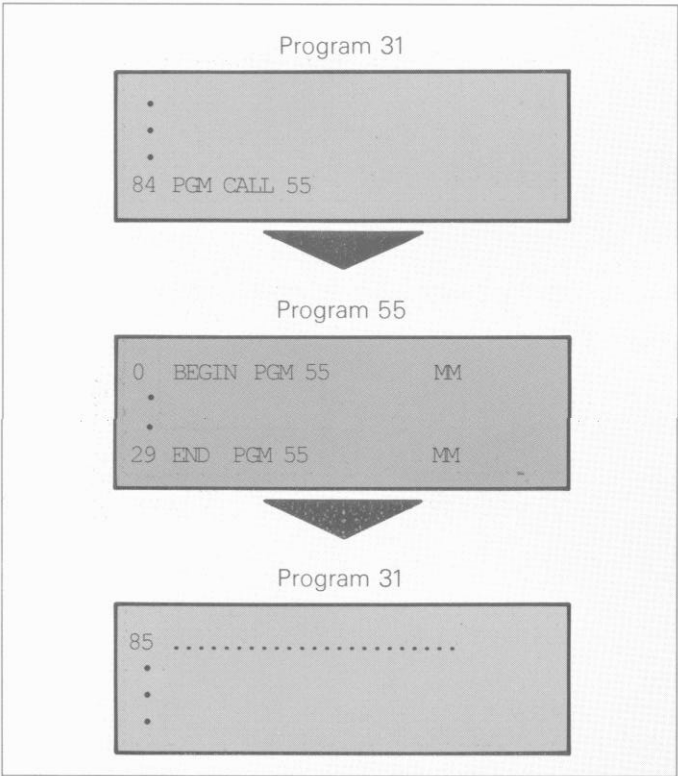 Program 31
•
•
•
84 PGM CALL 55
Program 55
0 BEGIN PGM 55 MM
•
•
29 END PGM 55 MM
Program 31
85 .......................
•
•
•